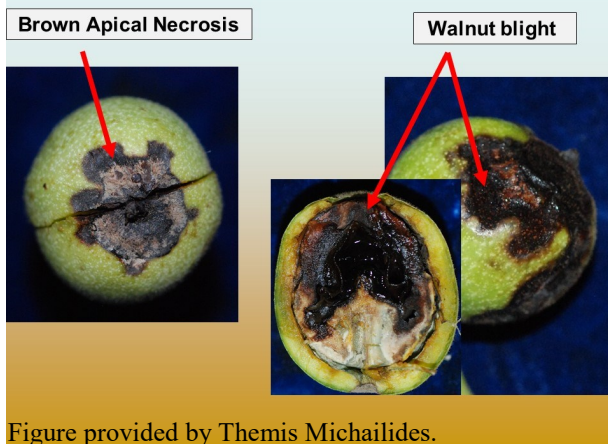 Brown Apical Necrosis
Walnut blight
Figure provided by Themis Michailides.